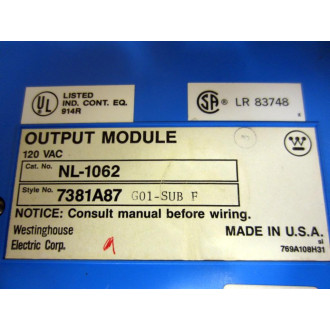 UL
LISTED
IND. CONT. EQ.
914R
SA LR 83748
OUTPUT MODULE
120 VAC
Cat. No. NL-1062
Style No. 7381A87 G01-SUB F
NOTICE: Consult manual before wiring.
Westinghouse
Electric Corp.
MADE IN U.S.A.
769A108H31